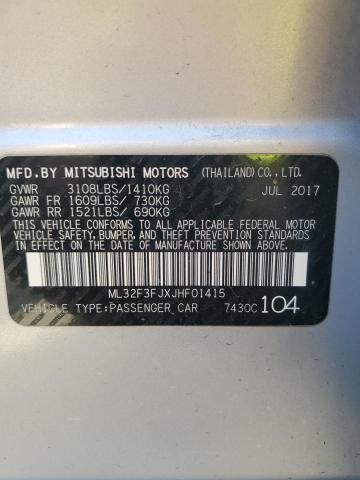 MFD.BY MITSUBISHI MOTORS (THAILAND) CO., LTD.
GVWR 3108LBS/1410KG JUL 2017
GAWR FR 1609LBS/ 730KG
GAWR RR 1521LBS/ 690KG
THIS VEHICLE CONFORMS TO ALL APPLICABLE FEDERAL MOTOR
VEHICLE SAFETY, BUMPER, AND THEFT PREVENTION STANDARDS
IN EFFECT ON THE DATE OF MANUFACTURE SHOWN ABOVE.
ML32F3FJXJHF01415
VEHICLE TYPE:PASSENGER CAR 7430C 104